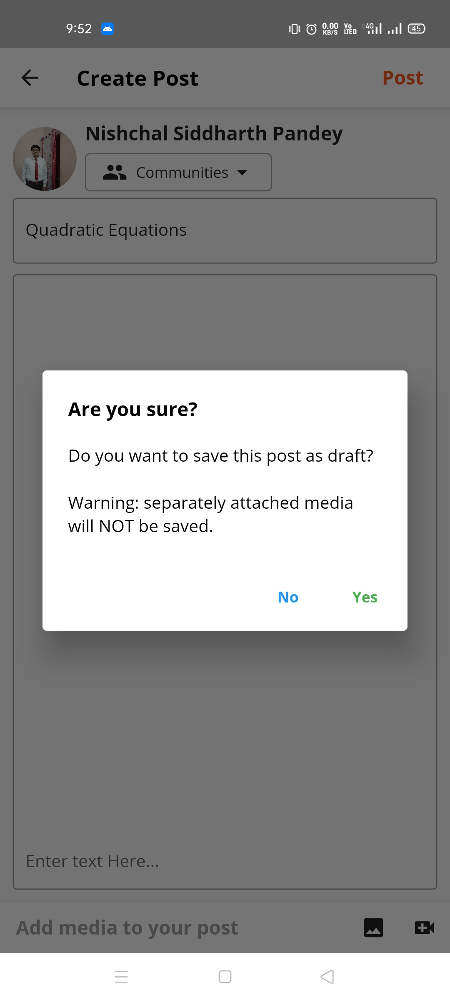 9:52
0.00
KB/S
Vo
LTE D
4G
45
Create Post
Post
Nishchal Siddharth Pandey
Communities
Quadratic Equations
Are you sure?
Do you want to save this post as draft?
Warning: separately attached media
will NOT be saved.
No
Yes
Enter text Here...
Add media to your post